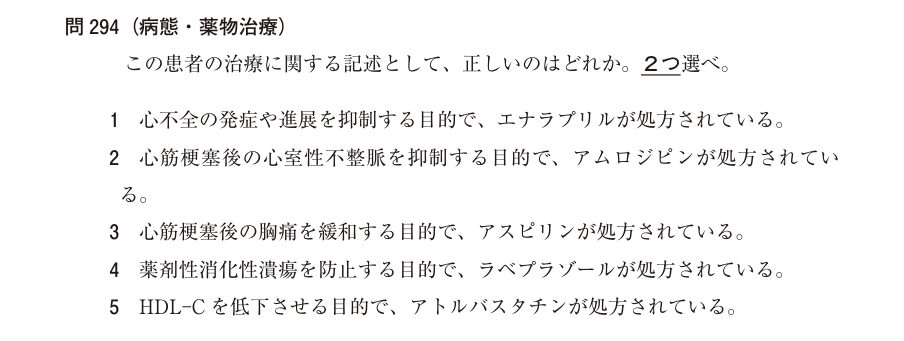 問 294（病態・薬物治療）
この患者の治療に関する記述として、正しいのはどれか。2つ選べ。
1 心不全の発症や進展を抑制する目的で、エナラプリルが処方されている。
2 心筋梗塞後の心室性不整脈を抑制する目的で、アムロジピンが処方されてい
る。
3 心筋梗塞後の胸痛を緩和する目的で、アスピリンが処方されている。
4 薬剤性消化性潰瘍を防止する目的で、ラベプラゾールが処方されている。
5 HDL-C を低下させる目的で、アトルバスタチンが処方されている。